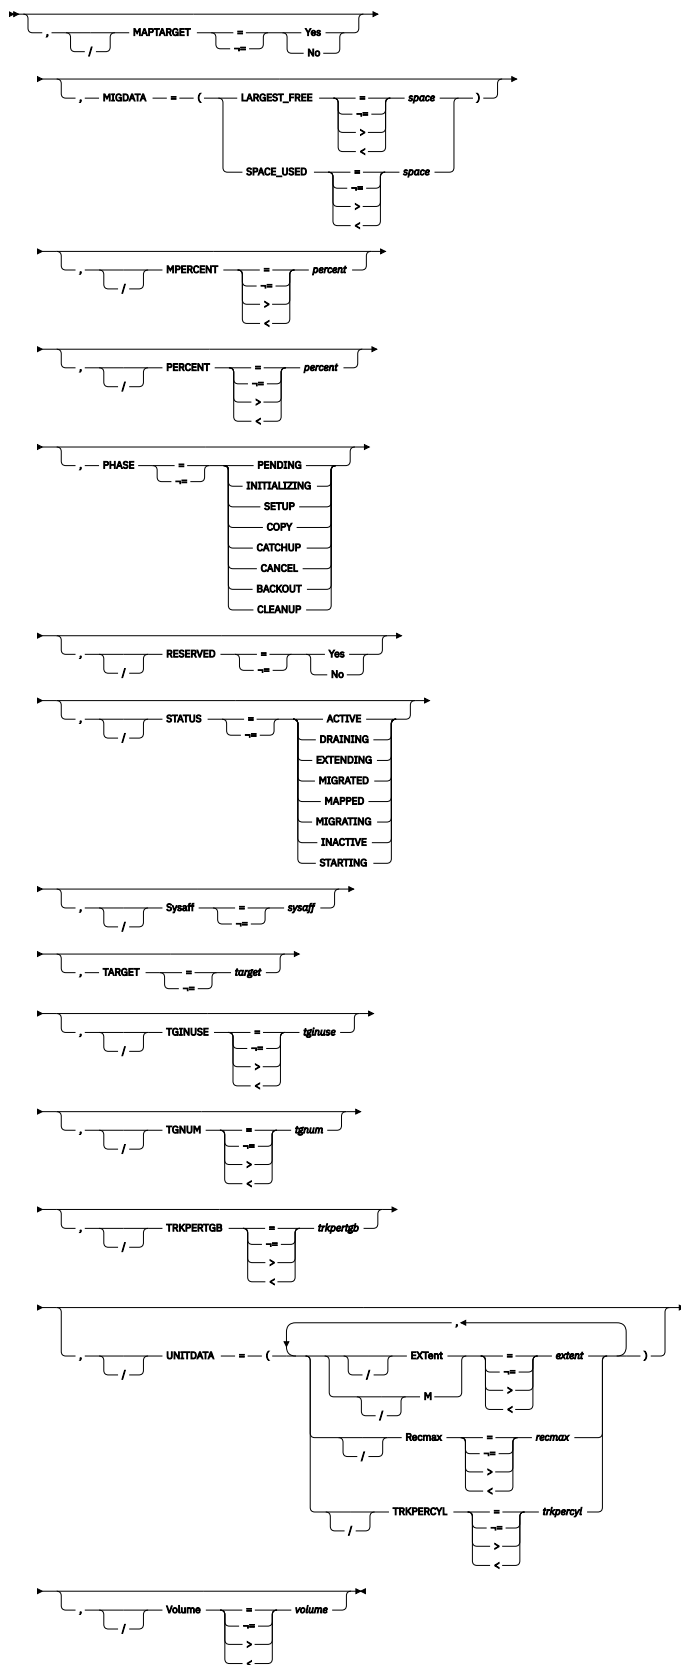 , / MAPTARGET = Yes
¬= No
, MIGDATA = ( LARGEST_FREE = space )
¬=
>
<
SPACE_USED = space
¬=
>
<
, / MPERCENT = percent
¬=
>
<
, / PERCENT = percent
¬=
>
<
, PHASE = PENDING
¬= INITIALIZING
SETUP
COPY
CATCHUP
CANCEL
BACKOUT
CLEANUP
, / RESERVED = Yes
¬= No
, / STATUS = ACTIVE
¬= DRAINING
EXTENDING
MIGRATED
MAPPED
MIGRATING
INACTIVE
STARTING
, / Sysaff = sysaff
¬=
, TARGET = target
¬=
, / TGINUSE = tginuse
¬=
>
<
, / TGNUM = tgnum
¬=
>
<
, / TRKPERTGB = trkpertgb
¬=
>
<
,
, / UNITDATA = ( / EXTent = extent )
¬=
/ M >
<
/ Recmax = recmax
¬=
>
<
/ TRKPERCYL = trkpercyl
¬=
>
<
, / Volume = volume
¬=
>
<